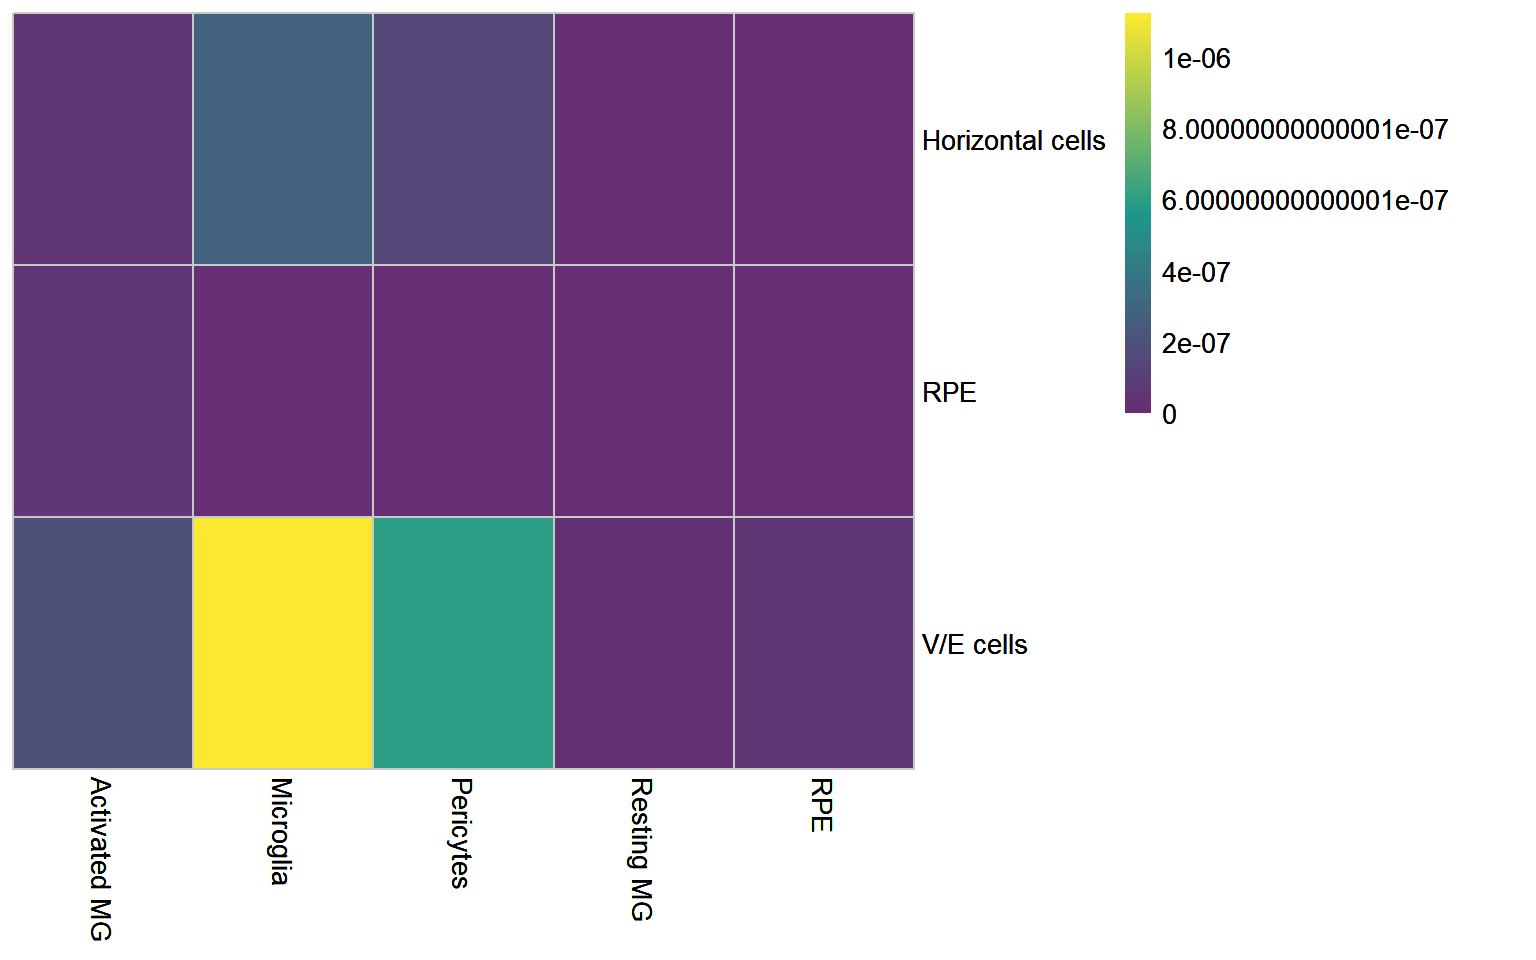 Horizontal cells
RPE
V/E cells
Activated MG
Microglia
Pericytes
Resting MG
RPE
1e-06
8.00000000000001e-07
6.00000000000001e-07
4e-07
2e-07
0